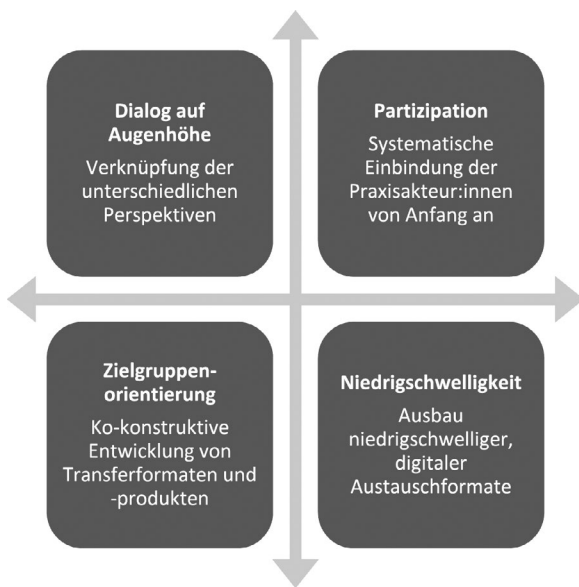 Dialog auf
Augenhöhe
Verknüpfung der
unterschiedlichen
Perspektiven
Partizipation
Systematische
Einbindung der
Praxisakteur:innen
von Anfang an
Zielgruppen-
orientierung
Ko-konstruktive
Entwicklung von
Transferformaten und
-produkten
Niedrigschwelligkeit
Ausbau
niedrigschwelliger,
digitaler
Austauschformate